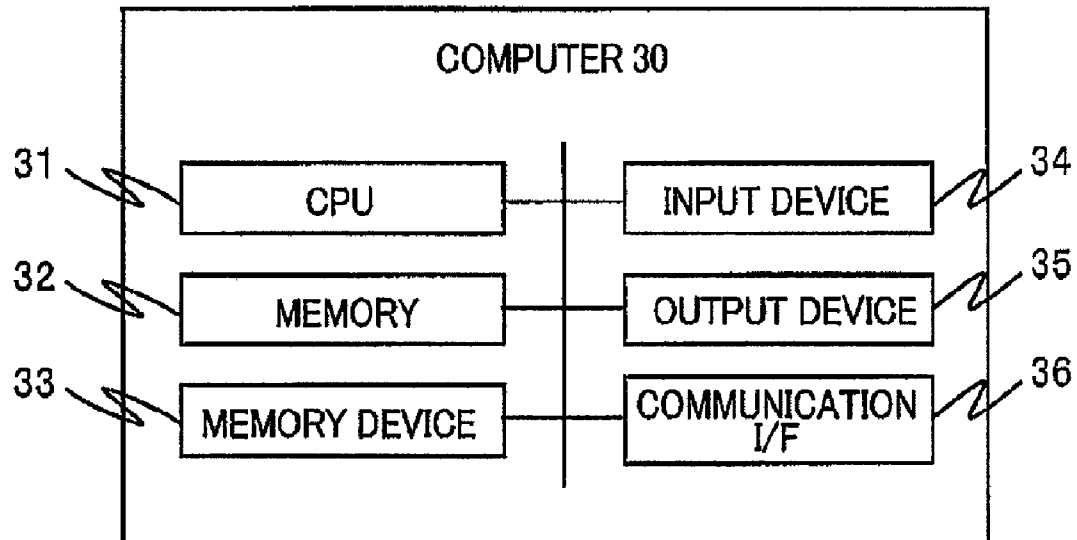 COMPUTER 30
31
CPU
INPUT DEVICE
34
32
MEMORY
OUTPUT DEVICE
35
33
MEMORY DEVICE
COMMUNICATION
I/F
36